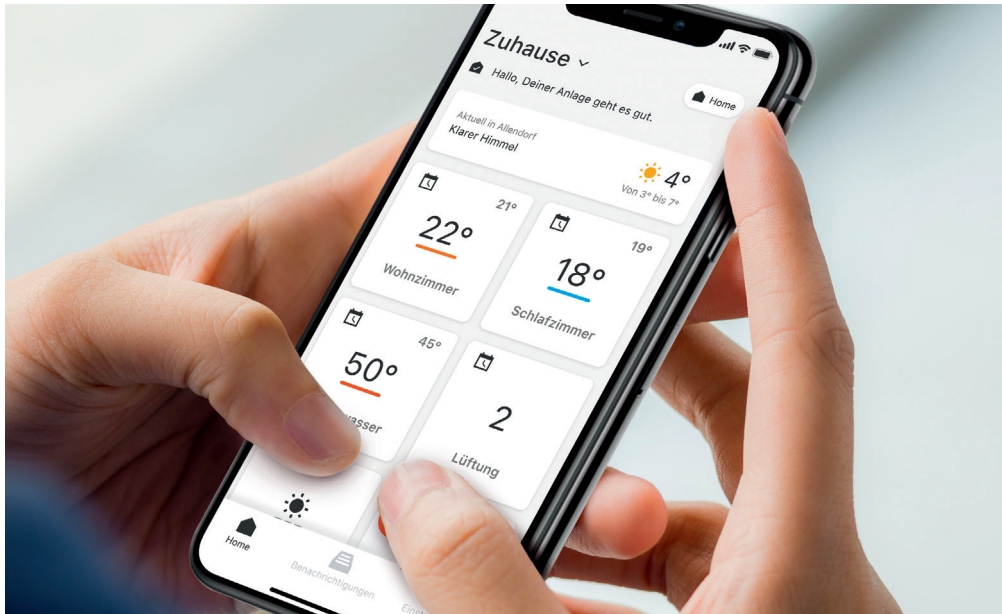 Zuhause
Hallo, Deiner Anlage geht es gut.
Home
Aktuell in Allendorf
Klarer Himmel
4°
Von 3° bis 7°
21°
22°
Wohnzimmer
19°
18°
Schlafzimmer
45°
50°
2
Lüftung
Home
Benachrichtigungen